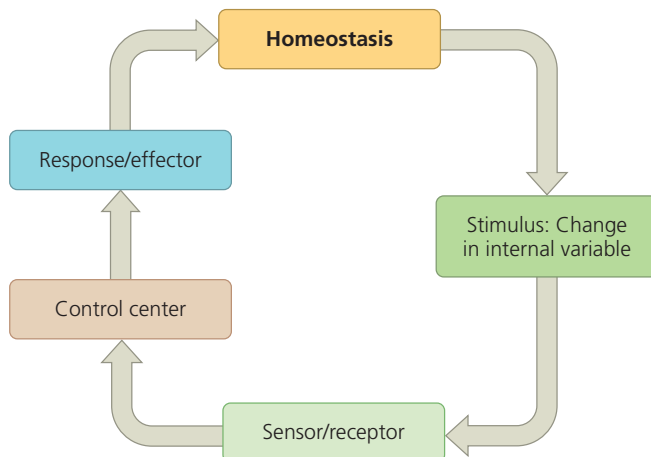 Homeostasis
Response/effector
Stimulus: Change
in internal variable
Control center
Sensor/receptor